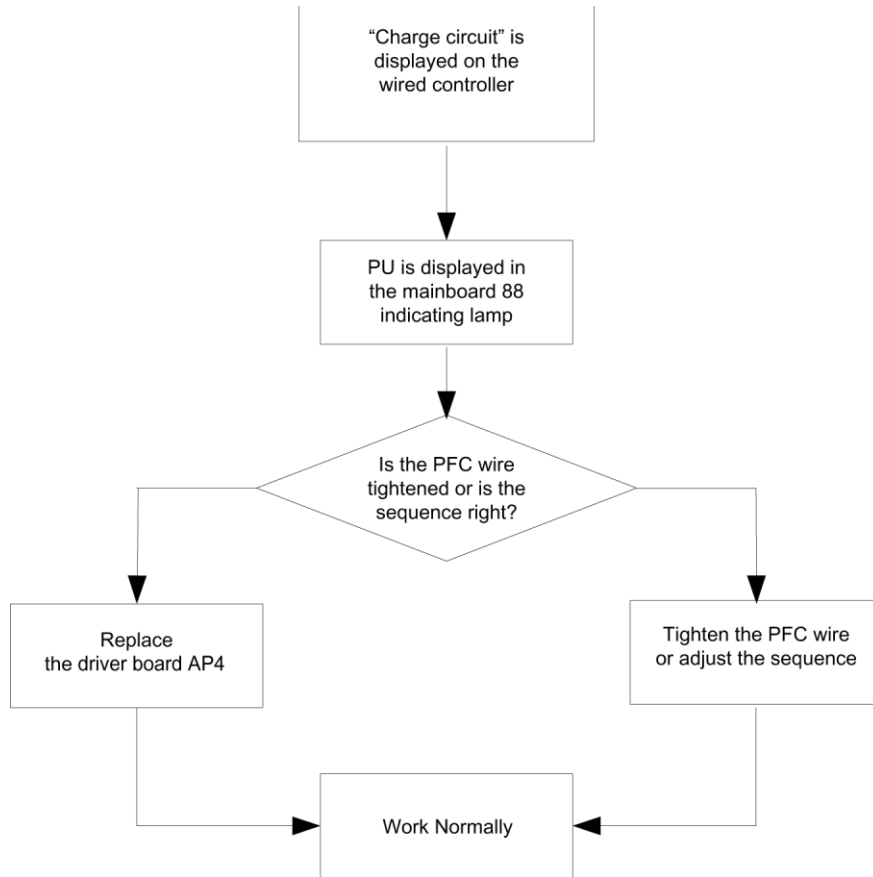 “Charge circuit” is
displayed on the
wired controller
PU is displayed in
the mainboard 88
indicating lamp
Is the PFC wire
tightened or is the
sequence right?
Replace
the driver board AP4
Tighten the PFC wire
or adjust the sequence
Work Normally